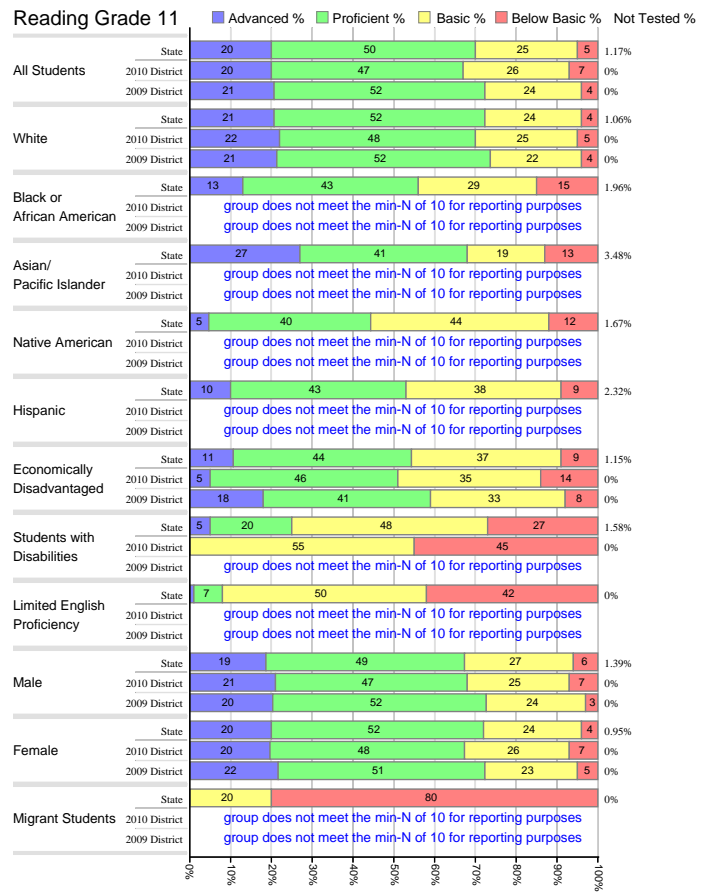 Reading Grade 11
Advanced % Proficient % Basic % Below Basic % Not Tested %
All Students
State 20 50 25 5 1.17%
2010 District 20 47 26 7 0%
2009 District 21 52 24 4 0%
White
State 21 52 24 4 1.06%
2010 District 22 48 25 5 0%
2009 District 21 52 22 4 0%
Black or
African American
State 13 43 29 15 1.96%
2010 District group does not meet the min-N of 10 for reporting purposes
2009 District group does not meet the min-N of 10 for reporting purposes
Asian/
Pacific Islander
State 27 41 19 13 3.48%
2010 District group does not meet the min-N of 10 for reporting purposes
2009 District group does not meet the min-N of 10 for reporting purposes
Native American
State 5 40 44 12 1.67%
2010 District group does not meet the min-N of 10 for reporting purposes
2009 District group does not meet the min-N of 10 for reporting purposes
Hispanic
State 10 43 38 9 2.32%
2010 District group does not meet the min-N of 10 for reporting purposes
2009 District group does not meet the min-N of 10 for reporting purposes
Economically
Disadvantaged
State 11 44 37 9 1.15%
2010 District 5 46 35 14 0%
2009 District 18 41 33 8 0%
Students with
Disabilities
State 5 20 48 27 1.58%
2010 District 55 45 0%
2009 District group does not meet the min-N of 10 for reporting purposes
Limited English
Proficiency
State 7 50 42 0%
2010 District group does not meet the min-N of 10 for reporting purposes
2009 District group does not meet the min-N of 10 for reporting purposes
Male
State 19 49 27 6 1.39%
2010 District 21 47 25 7 0%
2009 District 20 52 24 3 0%
Female
State 20 52 24 4 0.95%
2010 District 20 48 26 7 0%
2009 District 22 51 23 5 0%
Migrant Students
State 20 80 0%
2010 District group does not meet the min-N of 10 for reporting purposes
2009 District group does not meet the min-N of 10 for reporting purposes
0% 10% 20% 30% 40% 50% 60% 70% 80% 90% 100%